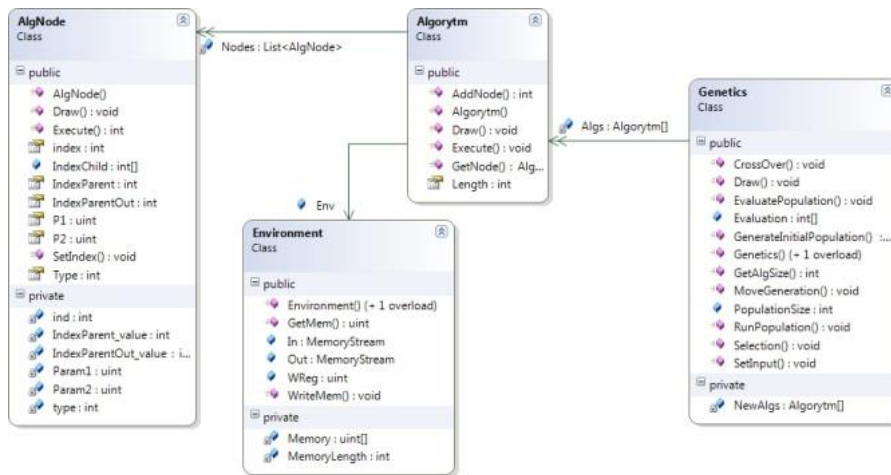 AlgNode
Class
public
AlgNode()
Draw() : void
Execute() : int
index : int
IndexChild : int[]
IndexParent : int
IndexParentOut : int
P1 : uint
P2 : uint
SetIndex() : void
Type : int
private
ind : int
IndexParent_value : int
IndexParentOut_value : i...
Param1 : uint
Param2 : uint
type : int
Nodes : List<AlgNode>
Algorytm
Class
public
AddNode() : int
Algorytm()
Draw() : void
Execute() : void
GetNode() : Alg...
Length : int
Env
Environment
Class
public
Environment() (+ 1 overload)
GetMem() : uint
In : MemoryStream
Out : MemoryStream
WReg : uint
WriteMem() : void
private
Memory : uint[]
MemoryLength : int
Algs : Algorytm[]
Genetics
Class
public
CrossOver() : void
Draw() : void
EvaluatePopulation() : void
Evaluation : int[]
GenerateInitialPopulation() :...
Genetics() (+ 1 overload)
GetAlgSize() : int
MoveGeneration() : void
PopulationSize : int
RunPopulation() : void
Selection() : void
SetInput() : void
private
NewAlgs : Algorytm[]